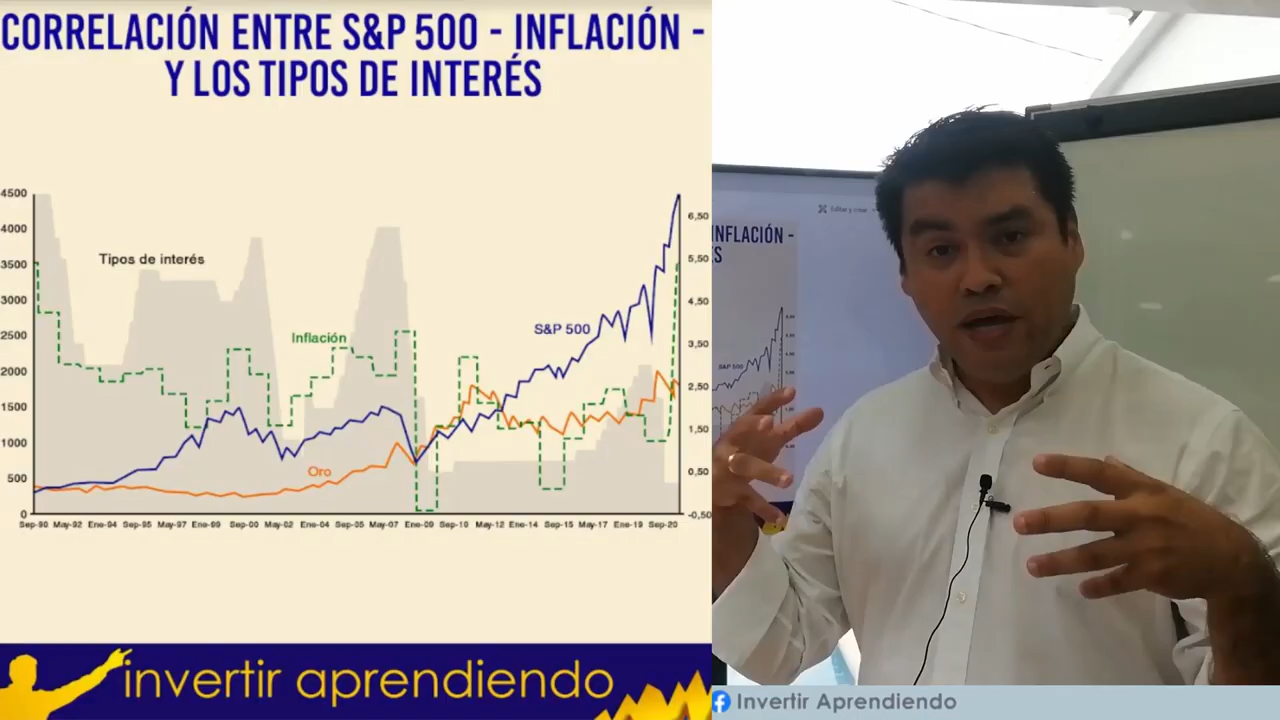 CORRELACIÓN ENTRE S&P 500 - INFLACIÓN -
Y LOS TIPOS DE INTERÉS
4500
4000
3500
3000
2500
2000
1500
1000
500
0
6,50
5,50
4,50
3,50
2,50
1,50
0,50
-0,50
Tipos de interés
Inflación
S&P 500
Oro
Sep-90 May-92 Ene-94 Sep-95 May-97 Ene-99 Sep-00 May-02 Ene-04 Sep-05 May-07 Ene-09 Sep-10 May-12 Ene-14 Sep-15 May-17 Ene-19 Sep-20
invertir aprendiendo
Editar y crear
INFLACIÓN -
ÉS
S&P 500
Invertir Aprendiendo